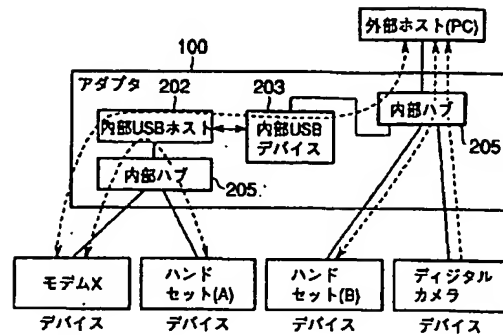 外部ホスト(PC)
100
アダプタ
202
203
内部USBホスト
内部USB
デバイス
内部ハブ
205
内部ハブ
205
モデムX
ハンド
セット(A)
ハンド
セット(B)
ディジタル
カメラ
デバイス
デバイス
デバイス
デバイス